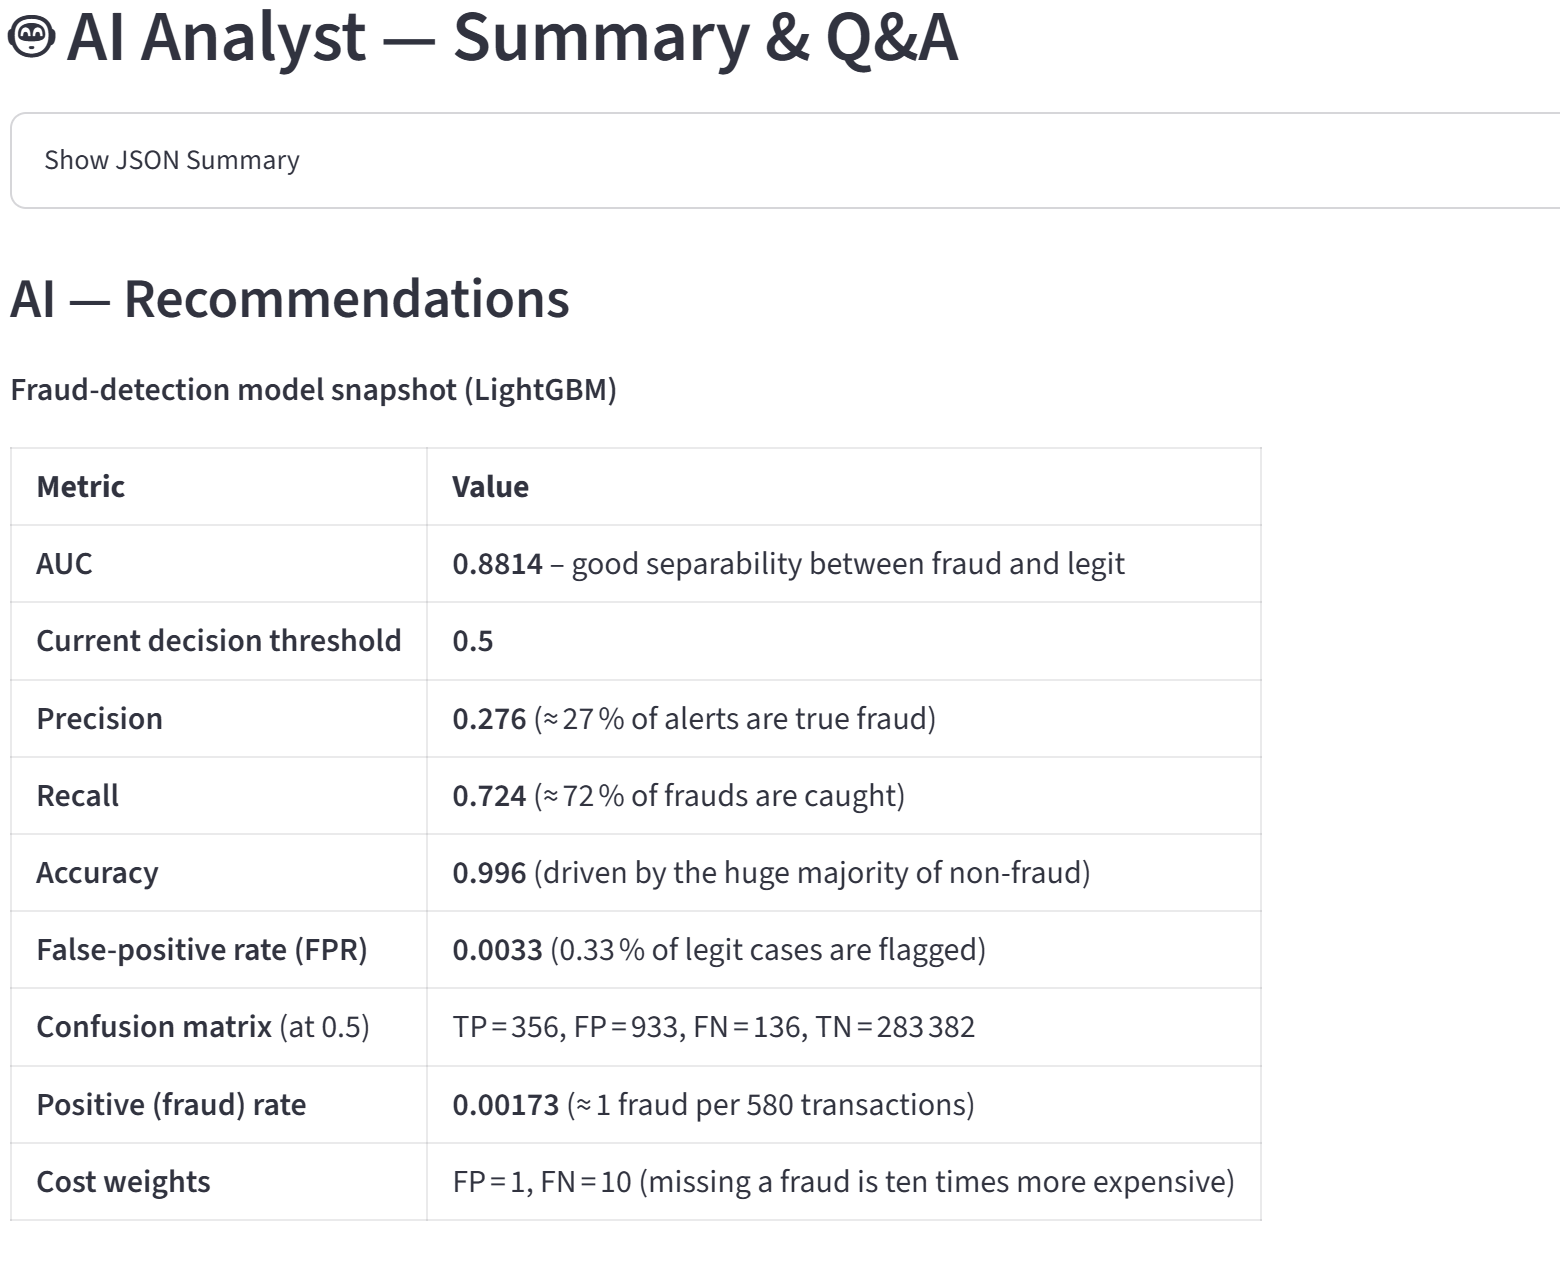 AI Analyst — Summary & Q&A
Show JSON Summary
AI — Recommendations
Fraud-detection model snapshot (LightGBM)
Metric Value
AUC 0.8814 – good separability between fraud and legit
Current decision threshold 0.5
Precision 0.276 (≈ 27 % of alerts are true fraud)
Recall 0.724 (≈ 72 % of frauds are caught)
Accuracy 0.996 (driven by the huge majority of non-fraud)
False-positive rate (FPR) 0.0033 (0.33 % of legit cases are flagged)
Confusion matrix (at 0.5) TP = 356, FP = 933, FN = 136, TN = 283 382
Positive (fraud) rate 0.00173 (≈ 1 fraud per 580 transactions)
Cost weights FP = 1, FN = 10 (missing a fraud is ten times more expensive)